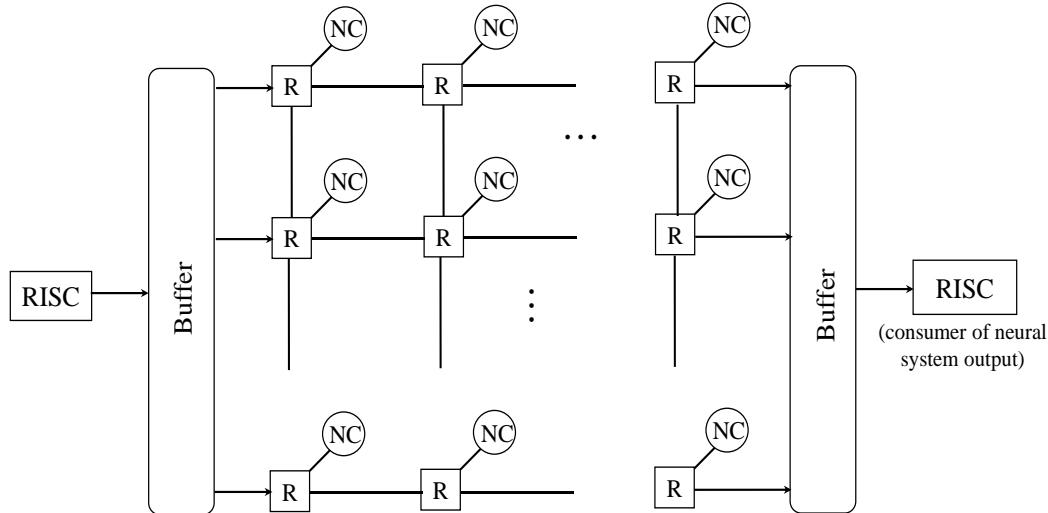 NC
NC
NC
R
R
R
...
NC
NC
NC
R
R
R
RISC
Buffer
...
Buffer
RISC
(consumer of neural
system output)
NC
NC
NC
R
R
R